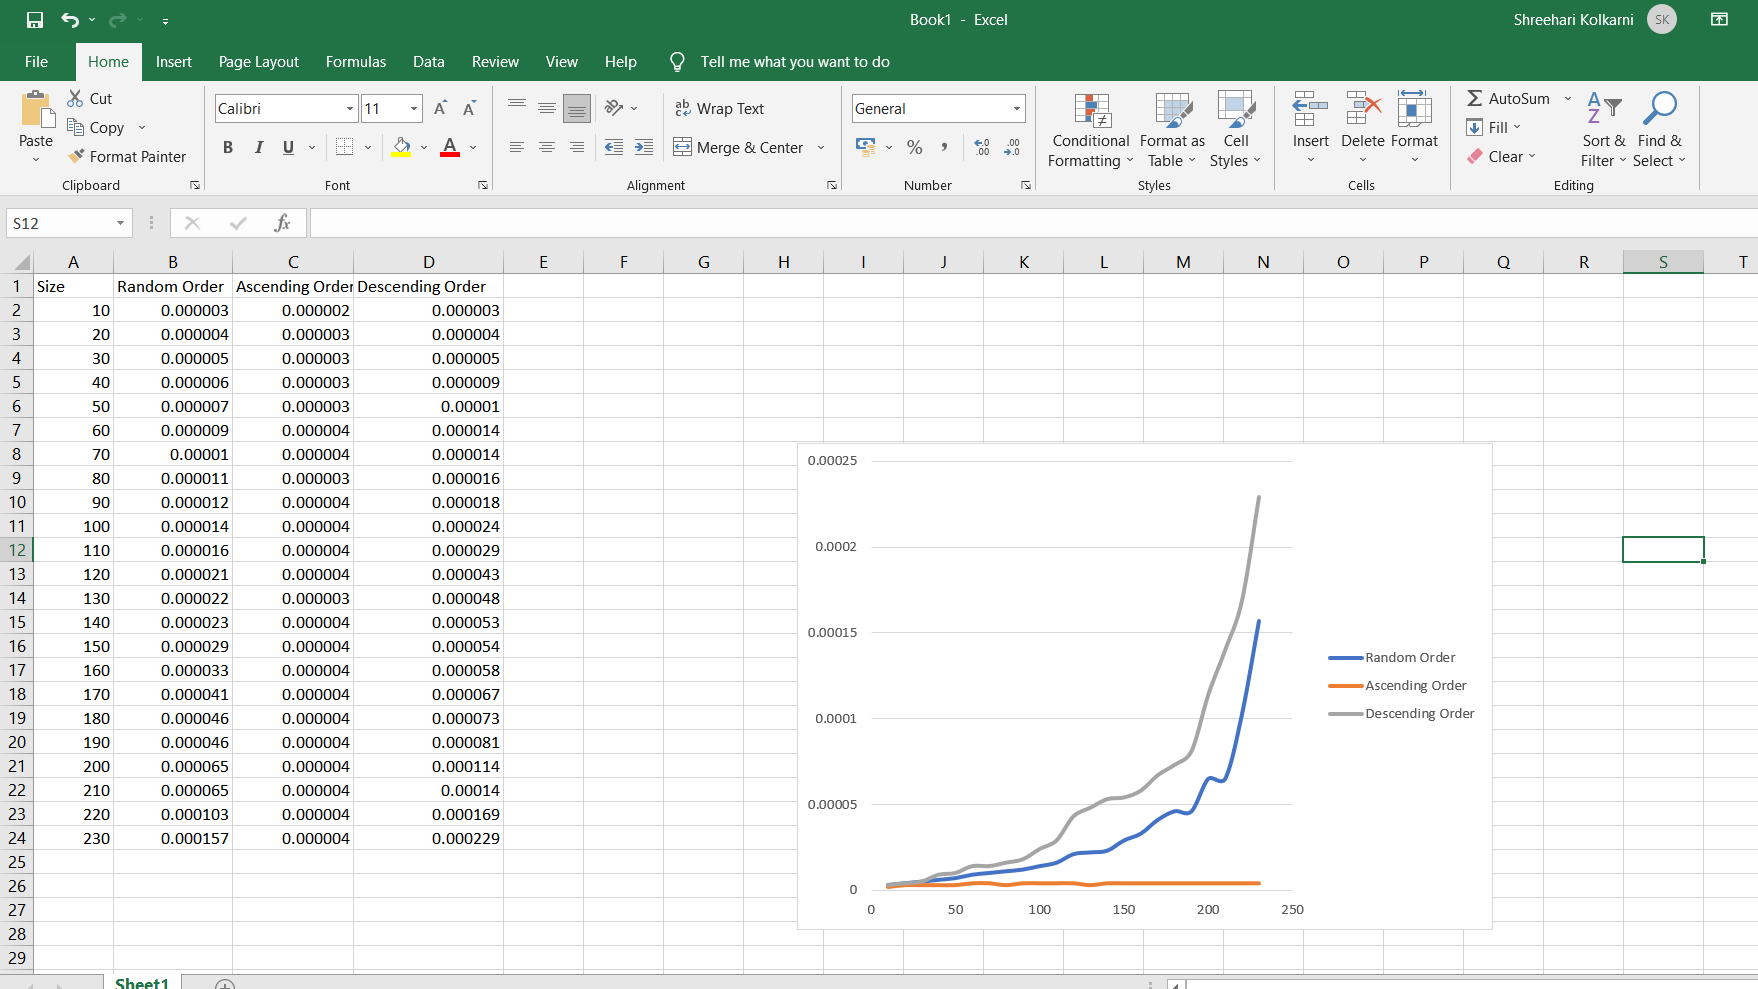 Book1 - Excel
Shreehari Kolkarni
SK
File Home Insert Page Layout Formulas Data Review View Help Tell me what you want to do
Paste
Cut
Copy
Format Painter
Clipboard
Calibri 11 A A
B I U A
Font
ab Wrap Text
Merge & Center
Alignment
General
% ,
Number
Conditional Formatting
Format as Table
Cell Styles
Styles
Insert Delete Format
Cells
AutoSum
Fill
Clear
Sort & Filter
Find & Select
Editing
S12 fx
A B C D E F G H I J K L M N O P Q R S T
1 Size Random Order Ascending Order Descending Order
2 10 0.000003 0.000002 0.000003
3 20 0.000004 0.000003 0.000004
4 30 0.000005 0.000003 0.000005
5 40 0.000006 0.000003 0.000009
6 50 0.000007 0.000003 0.00001
7 60 0.000009 0.000004 0.000014
8 70 0.00001 0.000004 0.000014
9 80 0.000011 0.000003 0.000016
10 90 0.000012 0.000004 0.000018
11 100 0.000014 0.000004 0.000024
12 110 0.000016 0.000004 0.000029
13 120 0.000021 0.000004 0.000043
14 130 0.000022 0.000003 0.000048
15 140 0.000023 0.000004 0.000053
16 150 0.000029 0.000004 0.000054
17 160 0.000033 0.000004 0.000058
18 170 0.000041 0.000004 0.000067
19 180 0.000046 0.000004 0.000073
20 190 0.000046 0.000004 0.000081
21 200 0.000065 0.000004 0.000114
22 210 0.000065 0.000004 0.00014
23 220 0.000103 0.000004 0.000169
24 230 0.000157 0.000004 0.000229
25
26
27
28
29
0.00025
0.0002
0.00015
0.0001
0.00005
0
0 50 100 150 200 250
Random Order
Ascending Order
Descending Order
Sheet1